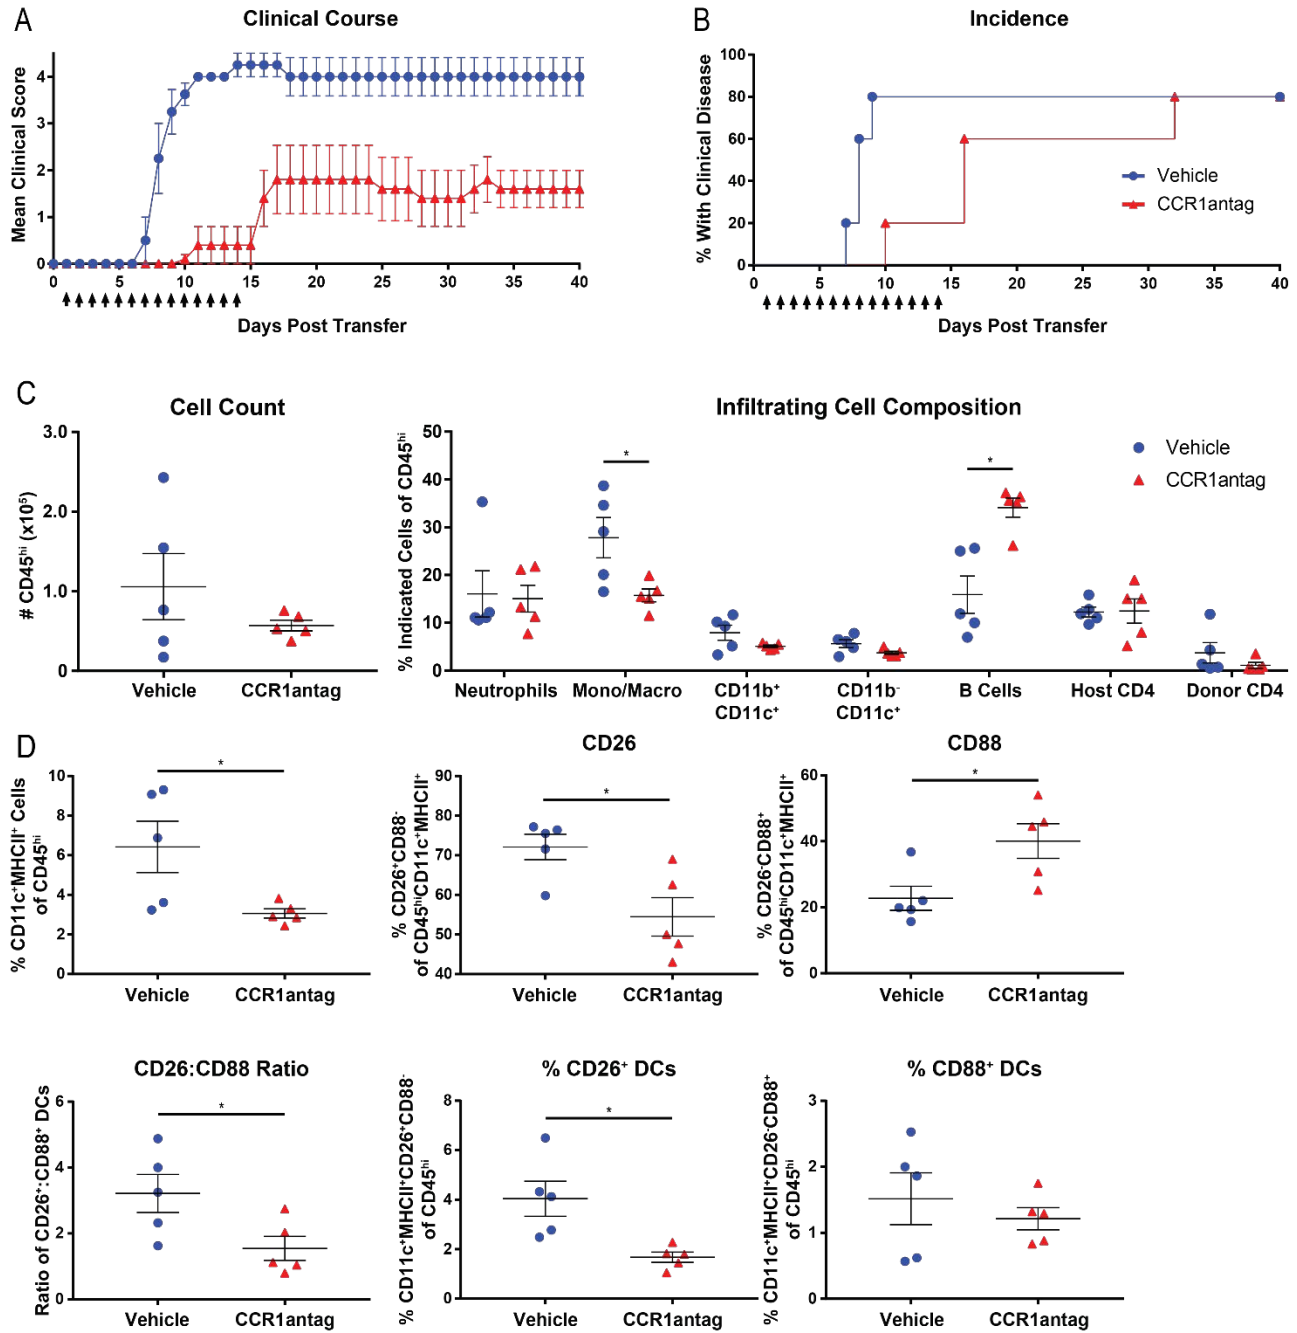 A
Clinical Course
Mean Clinical Score
4
3
2
1
0
0 5 10 15 20 25 30 35 40
Days Post Transfer
B
Incidence
% With Clinical Disease
100
80
60
40
20
0
0 5 10 15 20 25 30 35 40
Days Post Transfer
Vehicle
CCR1antag
C
Cell Count
# CD45ʰⁱ (x10⁵)
3.0
2.0
1.0
0
Vehicle CCR1antag
Infiltrating Cell Composition
% Indicated Cells of CD45ʰⁱ
50
40
30
20
10
0
*
*
Vehicle
CCR1antag
Neutrophils Mono/Macro CD11b⁺ CD11b⁻ B Cells Host CD4 Donor CD4
CD11c⁺ CD11c⁺
D
% CD11c⁺MHCII⁺ Cells
of CD45ʰⁱ
10
8
6
4
2
0
*
Vehicle CCR1antag
CD26
% CD26⁺CD88⁻
of CD45ʰⁱCD11c⁺MHCII⁺
90
80
70
60
50
40
*
Vehicle CCR1antag
CD88
% CD26⁻CD88⁺
of CD45ʰⁱCD11c⁺MHCII⁺
60
40
20
0
*
Vehicle CCR1antag
CD26:CD88 Ratio
Ratio of CD26⁺:CD88⁺ DCs
6
4
2
0
*
Vehicle CCR1antag
% CD26⁺ DCs
% CD11c⁺MHCII⁺CD26⁺CD88⁻
of CD45ʰⁱ
8
6
4
2
0
*
Vehicle CCR1antag
% CD88⁺ DCs
% CD11c⁺MHCII⁺CD26⁻CD88⁺
of CD45ʰⁱ
3
2
1
0
Vehicle CCR1antag